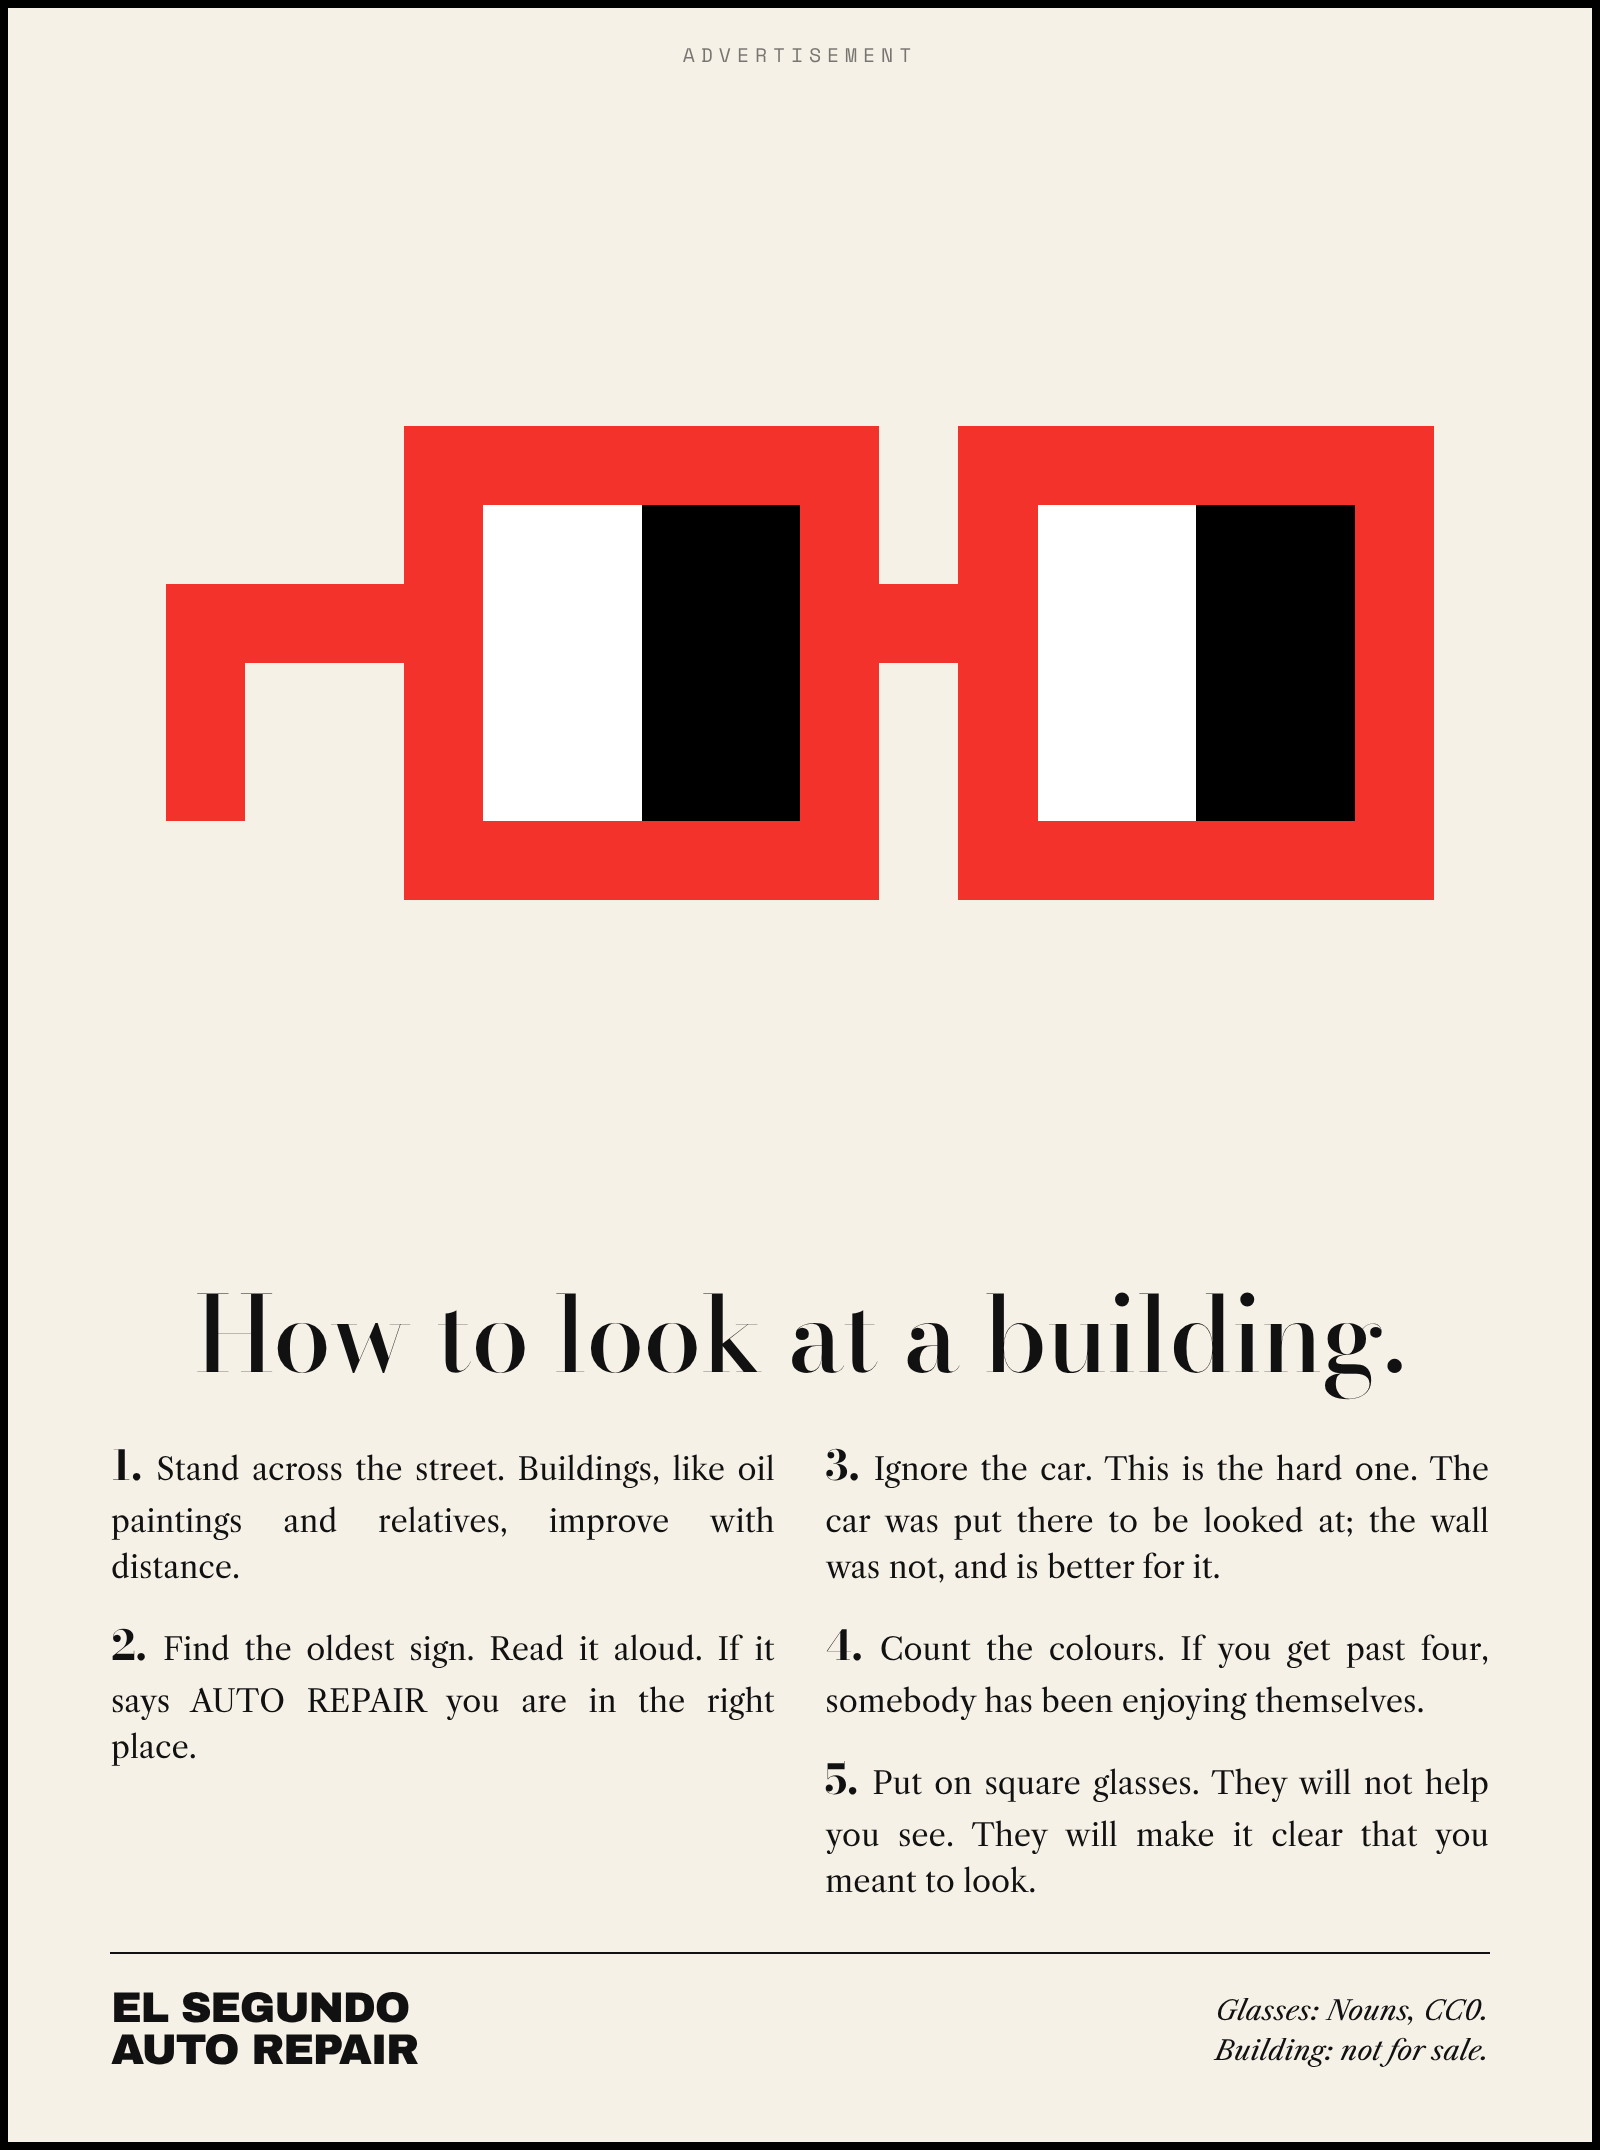 ADVERTISEMENT
How to look at a building.
1. Stand across the street. Buildings, like oil
paintings and relatives, improve with
distance.
2. Find the oldest sign. Read it aloud. If it
says AUTO REPAIR you are in the right
place.
3. Ignore the car. This is the hard one. The
car was put there to be looked at; the wall
was not, and is better for it.
4. Count the colours. If you get past four,
somebody has been enjoying themselves.
5. Put on square glasses. They will not help
you see. They will make it clear that you
meant to look.
EL SEGUNDO
AUTO REPAIR
Glasses: Nouns, CC0.
Building: not for sale.